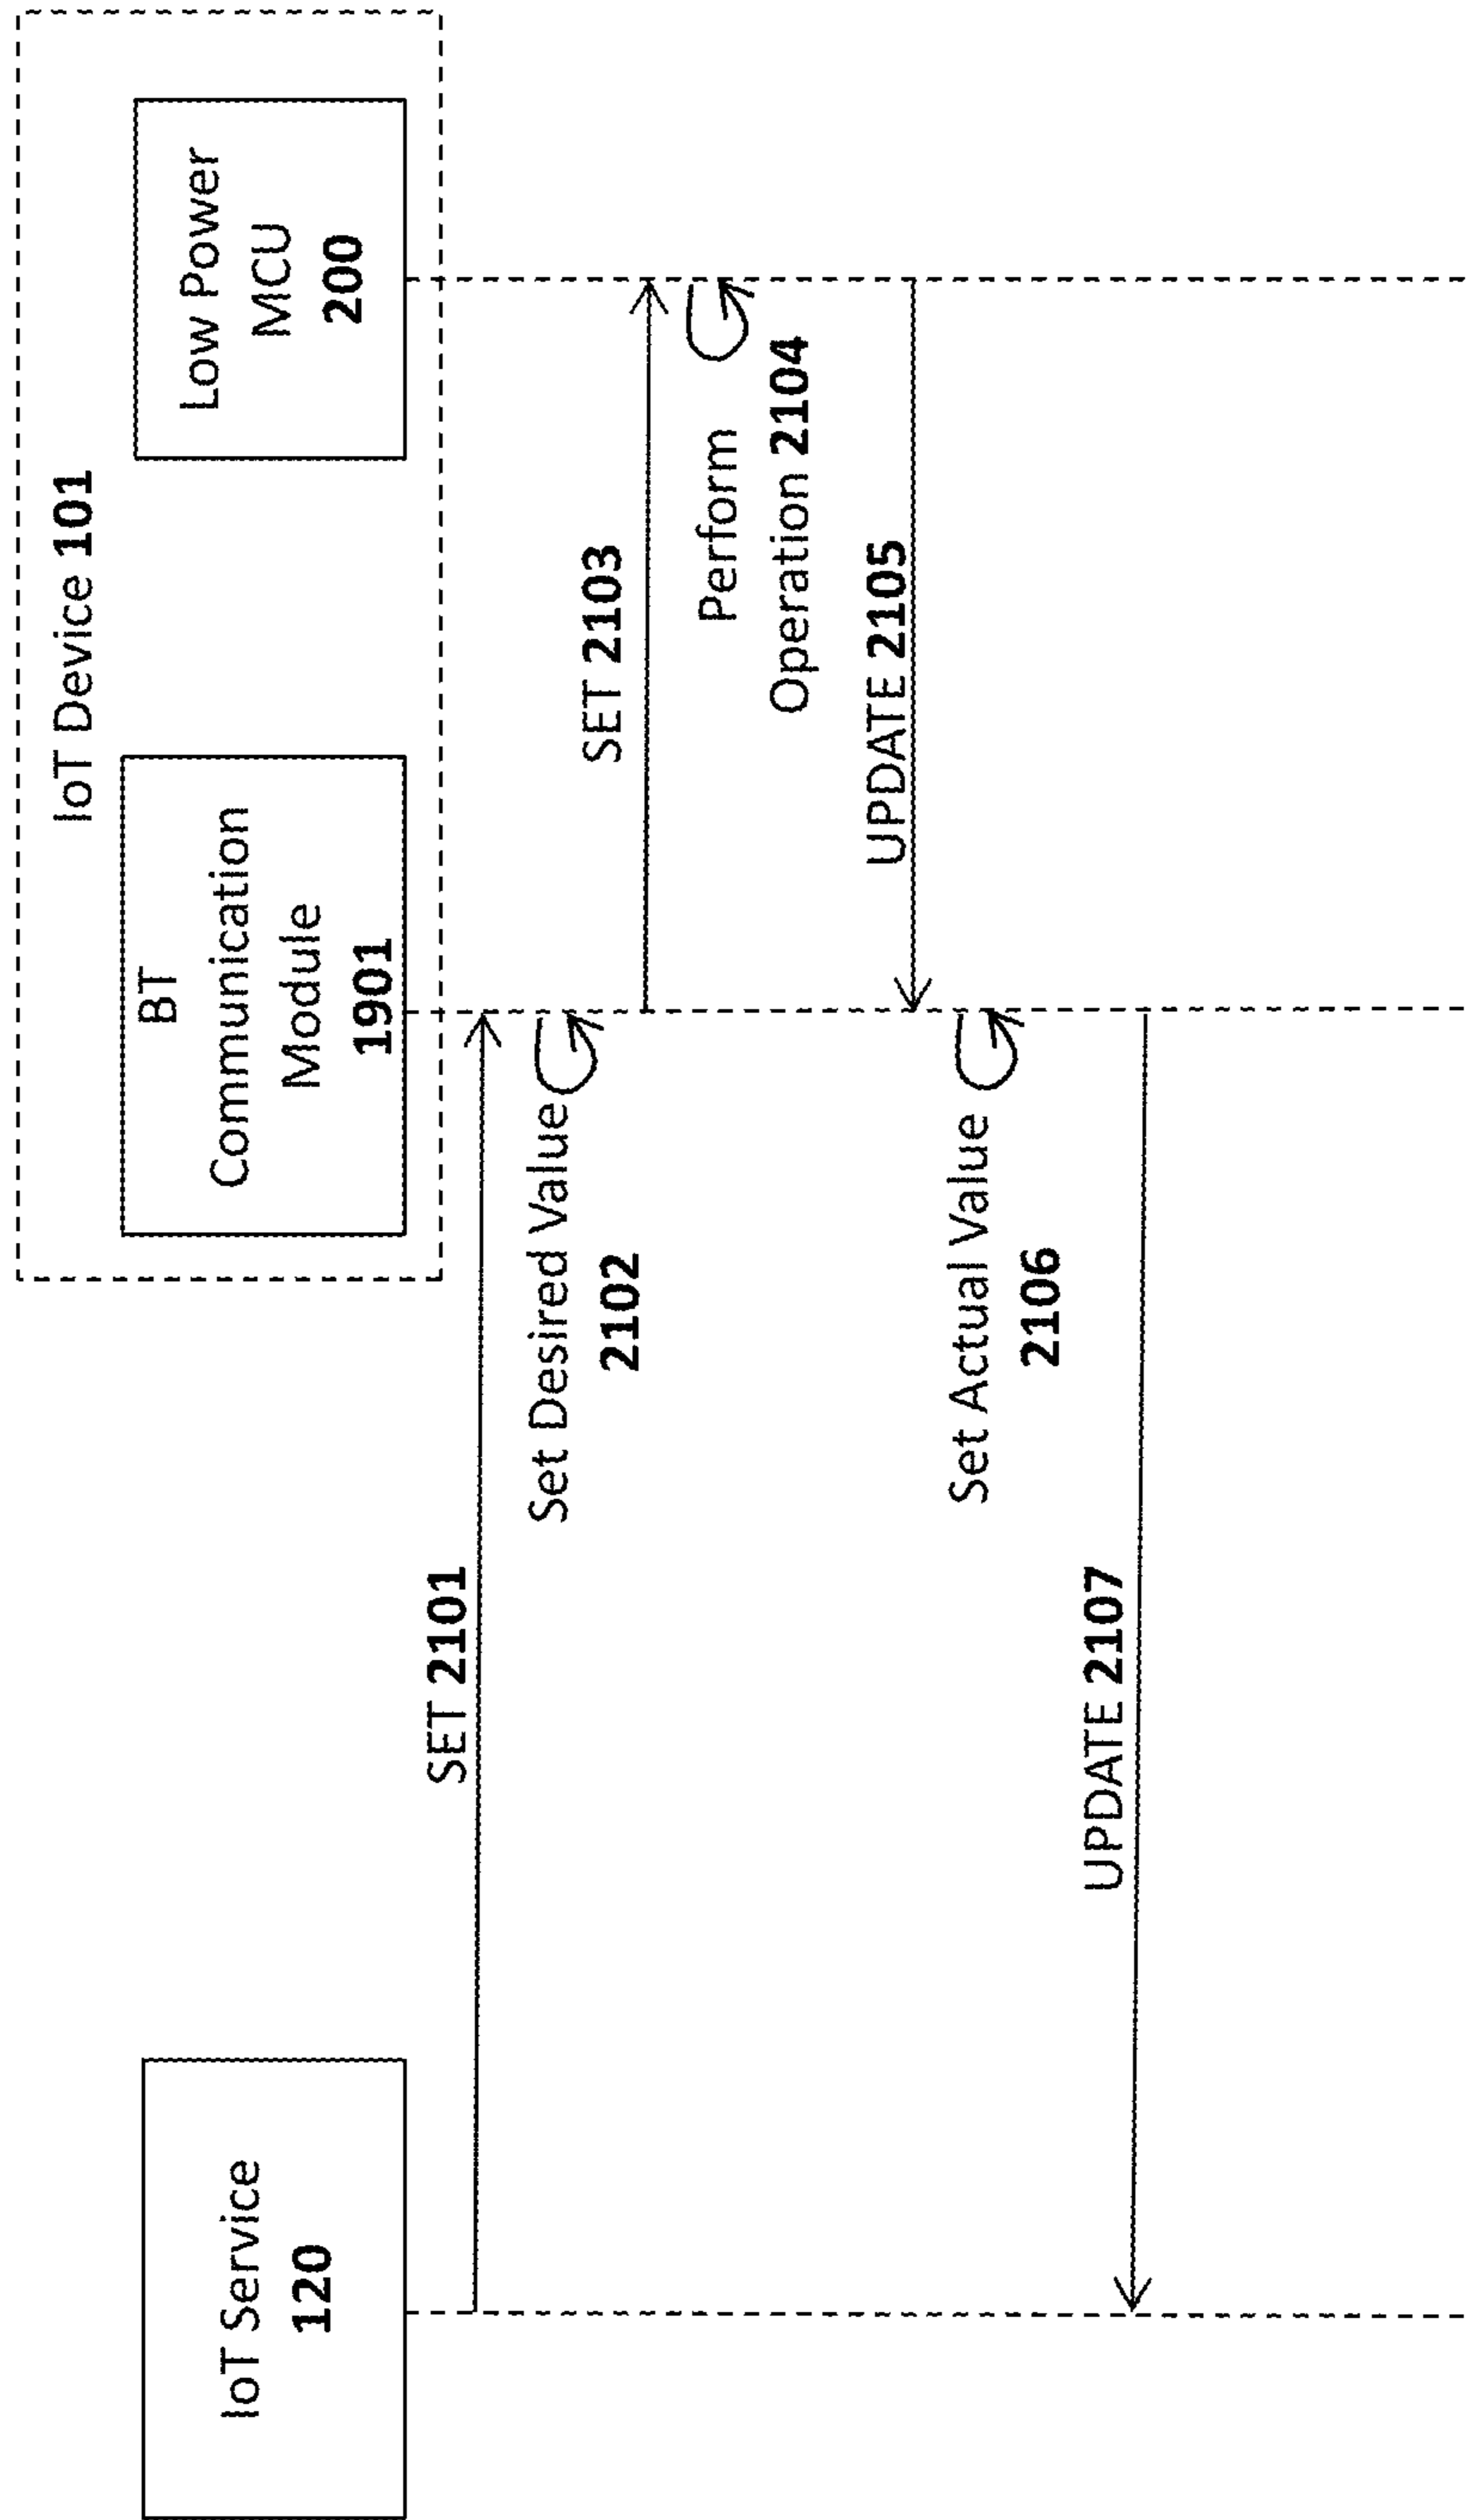 IoT Device 101
IoT Service
120
BT
Communication
Module
1901
Low Power
MCU
200
SET 2101
Set Desired Value
2102
SET 2103
Perform
Operation 2104
UPDATE 2105
Set Actual Value
2106
UPDATE 2107